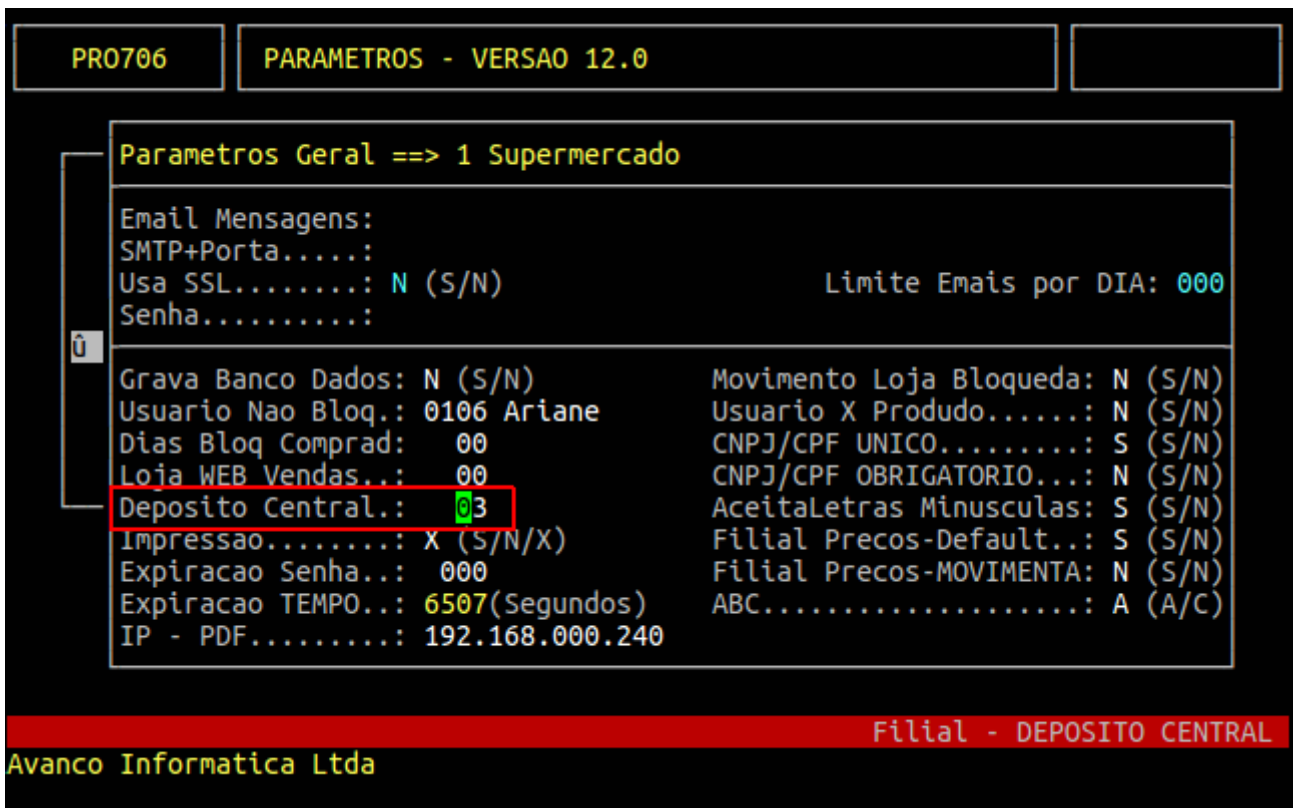 PRO706 PARAMETROS - VERSAO 12.0
Parametros Geral ==> 1 Supermercado
Email Mensagens:
SMTP+Porta.....:
Usa SSL........: N (S/N) Limite Emais por DIA: 000
Senha..........:
û
Grava Banco Dados: N (S/N) Movimento Loja Bloqueda: N (S/N)
Usuario Nao Bloq.: 0106 Ariane Usuario X Produdo......: N (S/N)
Dias Bloq Comprad: 00 CNPJ/CPF UNICO.........: S (S/N)
Loja WEB Vendas..: 00 CNPJ/CPF OBRIGATORIO...: N (S/N)
Deposito Central.: 03 AceitaLetras Minusculas: S (S/N)
Impressao........: X (S/N/X) Filial Precos-Default..: S (S/N)
Expiracao Senha..: 000 Filial Precos-MOVIMENTA: N (S/N)
Expiracao TEMPO..: 6507(Segundos) ABC....................: A (A/C)
IP - PDF.........: 192.168.000.240
Filial - DEPOSITO CENTRAL
Avanco Informatica Ltda